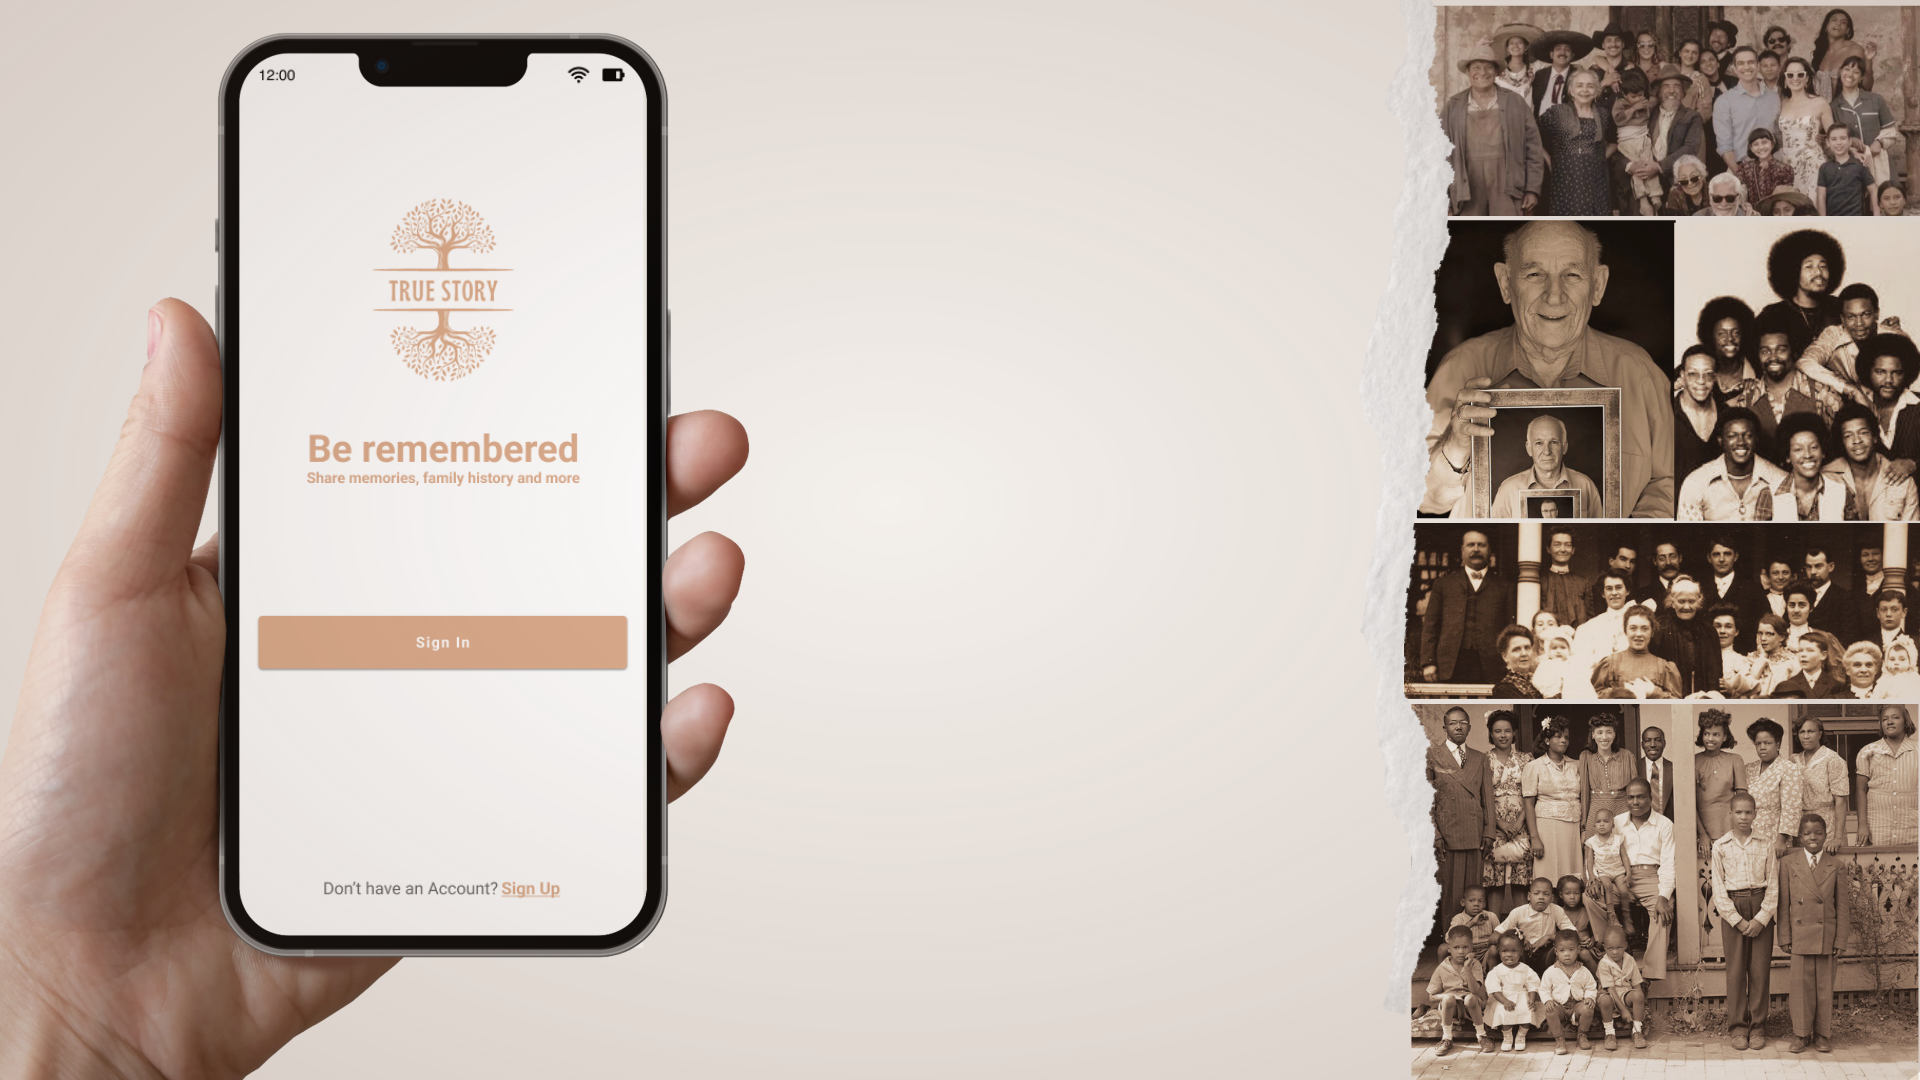 12:00
TRUE STORY
Be remembered
Share memories, family history and more
Sign In
Don't have an Account? Sign Up